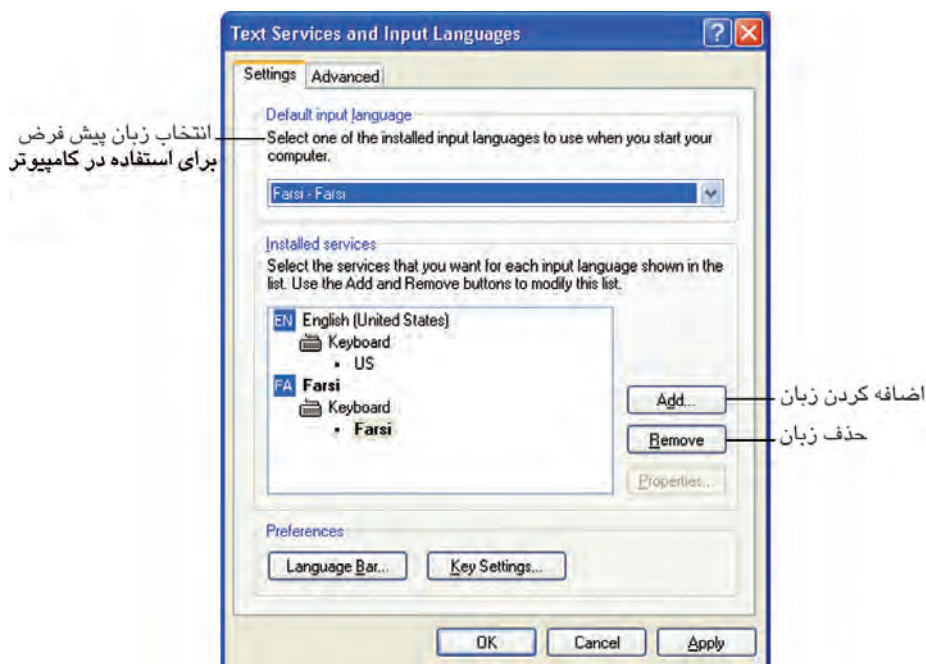 Text Services and Input Languages
Settings
Advanced
Default input language
Select one of the installed input languages to use when you start your
computer.
انتخاب زبان پیش فرض
برای استفاده در کامپیوتر
Farsi - Farsi
Installed services
Select the services that you want for each input language shown in the
list. Use the Add and Remove buttons to modify this list.
EN English (United States)
Keyboard
• US
FA Farsi
Keyboard
• Farsi
Add...
اضافه کردن زبان
Remove
حذف زبان
Properties...
Preferences
Language Bar...
Key Settings...
OK
Cancel
Apply